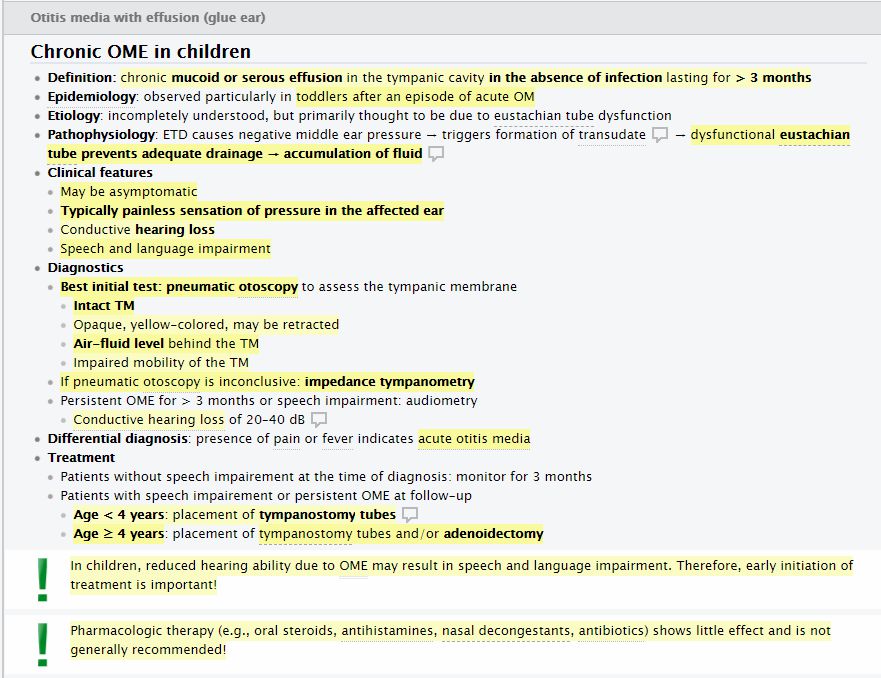 Otitis media with effusion (glue ear)
Chronic OME in children
Definition: chronic mucoid or serous effusion in the tympanic cavity in the absence of infection lasting for > 3 months
Epidemiology: observed particularly in toddlers after an episode of acute OM
Etiology: incompletely understood, but primarily thought to be due to eustachian tube dysfunction
Pathophysiology: ETD causes negative middle ear pressure → triggers formation of transudate → dysfunctional eustachian
tube prevents adequate drainage → accumulation of fluid
Clinical features
May be asymptomatic
Typically painless sensation of pressure in the affected ear
Conductive hearing loss
Speech and language impairment
Diagnostics
Best initial test: pneumatic otoscopy to assess the tympanic membrane
Intact TM
Opaque, yellow-colored, may be retracted
Air-fluid level behind the TM
Impaired mobility of the TM
If pneumatic otoscopy is inconclusive: impedance tympanometry
Persistent OME for > 3 months or speech impairment: audiometry
Conductive hearing loss of 20-40 dB
Differential diagnosis: presence of pain or fever indicates acute otitis media
Treatment
Patients without speech impairement at the time of diagnosis: monitor for 3 months
Patients with speech impairment or persistent OME at follow-up
Age < 4 years: placement of tympanostomy tubes
Age ≥ 4 years: placement of tympanostomy tubes and/or adenoidectomy
In children, reduced hearing ability due to OME may result in speech and language impairment. Therefore, early initiation of
treatment is important!
Pharmacologic therapy (e.g., oral steroids, antihistamines, nasal decongestants, antibiotics) shows little effect and is not
generally recommended!